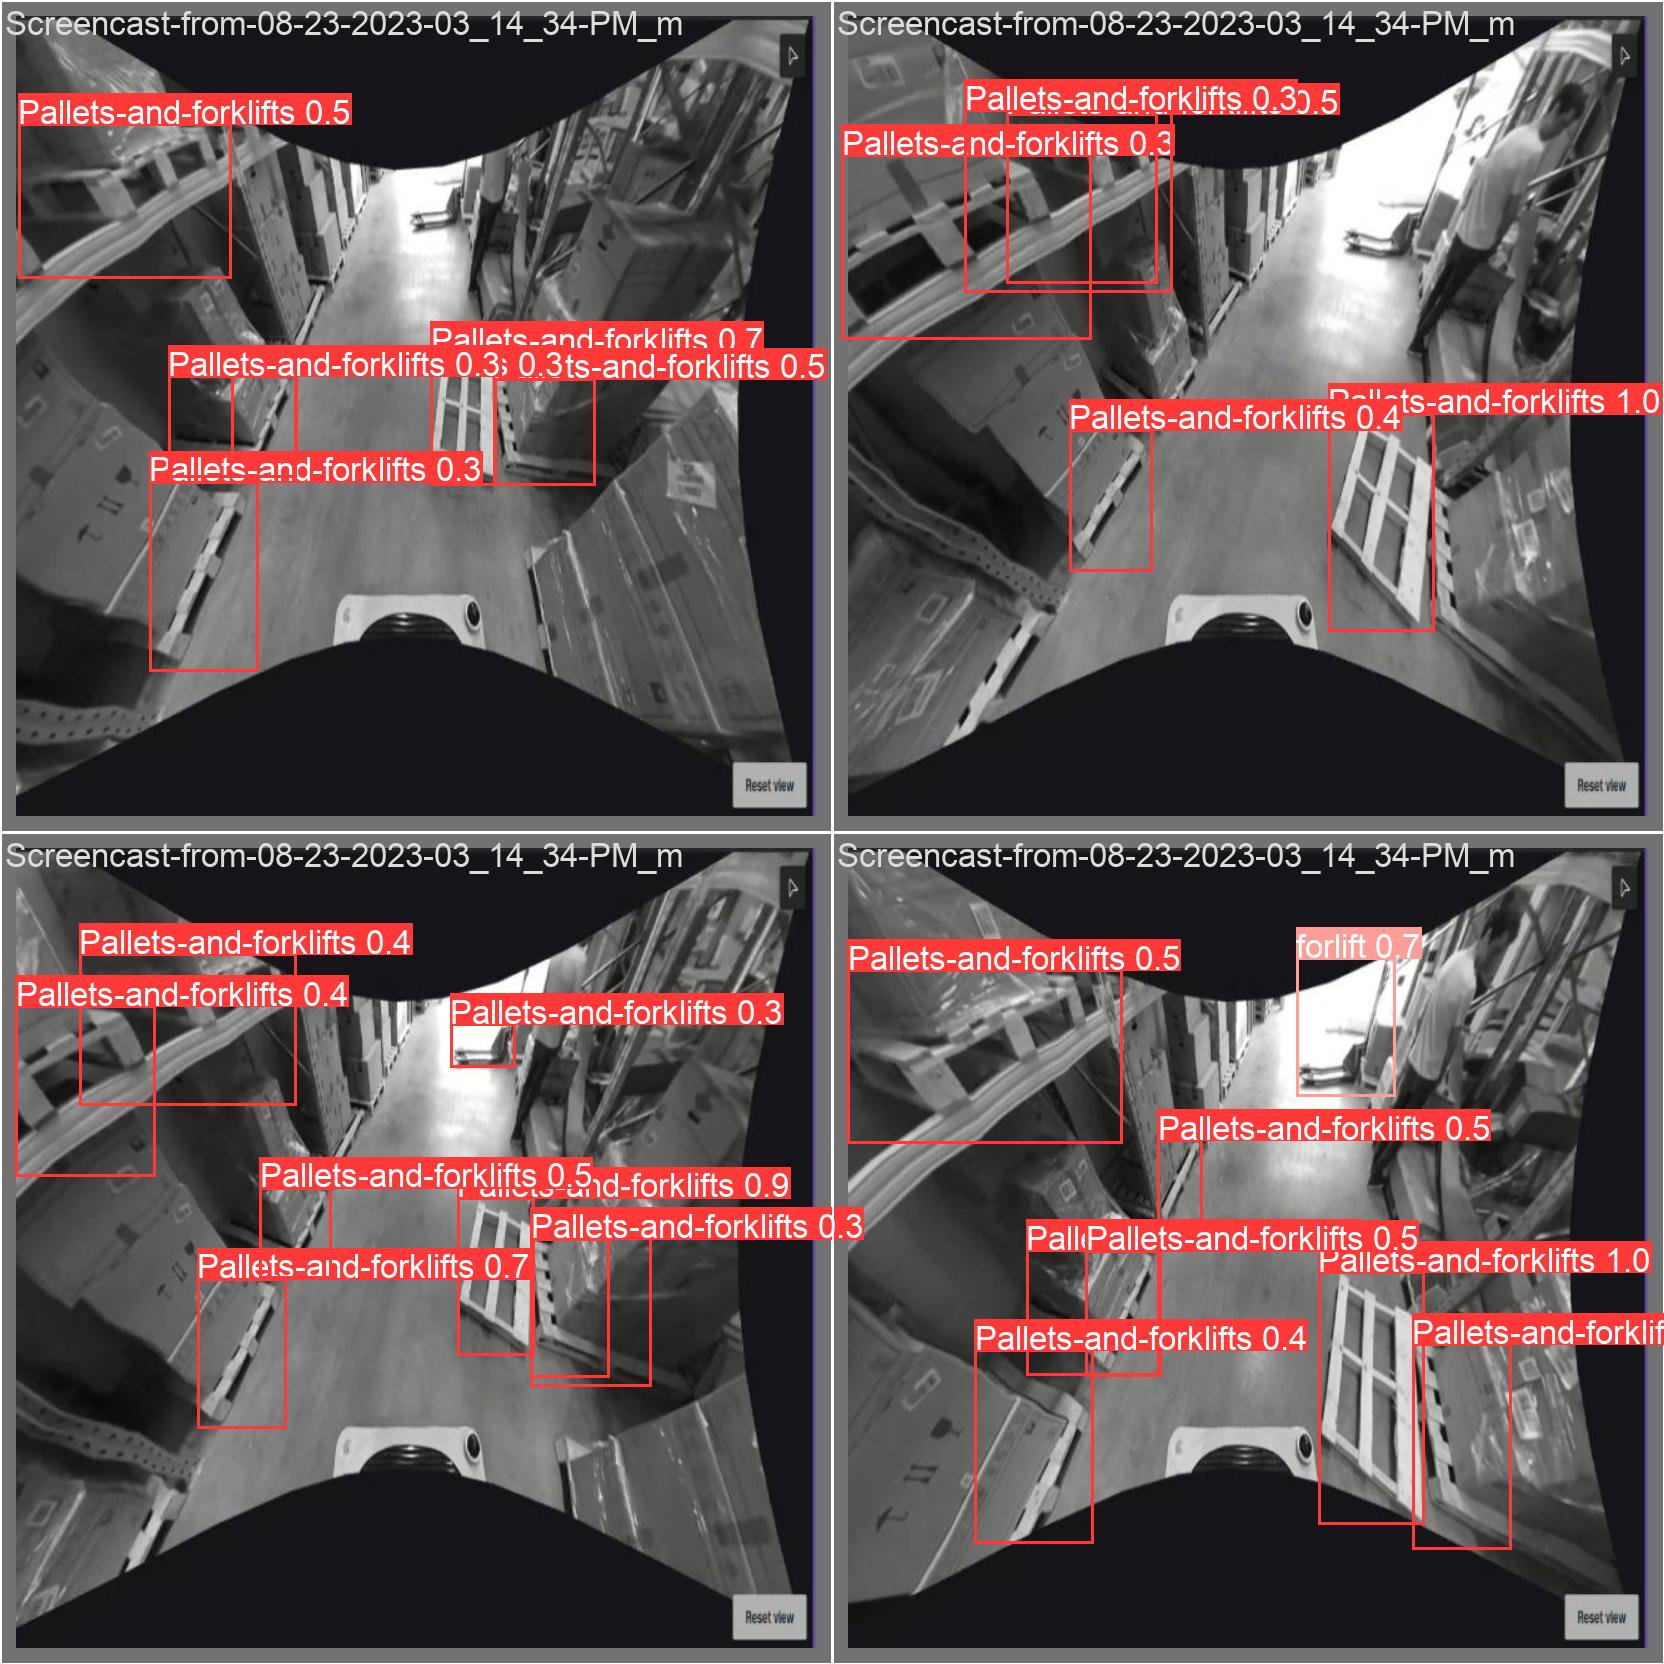 Screencast-from-08-23-2023-03_14_34-PM_m
Pallets-and-forklifts 0.5
Pallets-and-forklifts 0.7
Pallets-and-forklifts 0.3
0.3
ts-and-forklifts 0.5
Pallets-and-forklifts 0.3
Reset view
Screencast-from-08-23-2023-03_14_34-PM_m
Pallets-and-forklifts 0.3
0.5
Pallets-and-forklifts 0.3
ts-and-forklifts 1.0
Pallets-and-forklifts 0.4
Reset view
Screencast-from-08-23-2023-03_14_34-PM_m
Pallets-and-forklifts 0.4
Pallets-and-forklifts 0.4
Pallets-and-forklifts 0.3
Pallets-and-forklifts 0.5
Pallets-and-forklifts 0.9
Pallets-and-forklifts 0.3
Pallets-and-forklifts 0.7
Reset view
Screencast-from-08-23-2023-03_14_34-PM_m
forlift 0.7
Pallets-and-forklifts 0.5
Pallets-and-forklifts 0.5
Pall
Pallets-and-forklifts 0.5
Pallets-and-forklifts 1.0
Pallets-and-forklif
Pallets-and-forklifts 0.4
Reset view